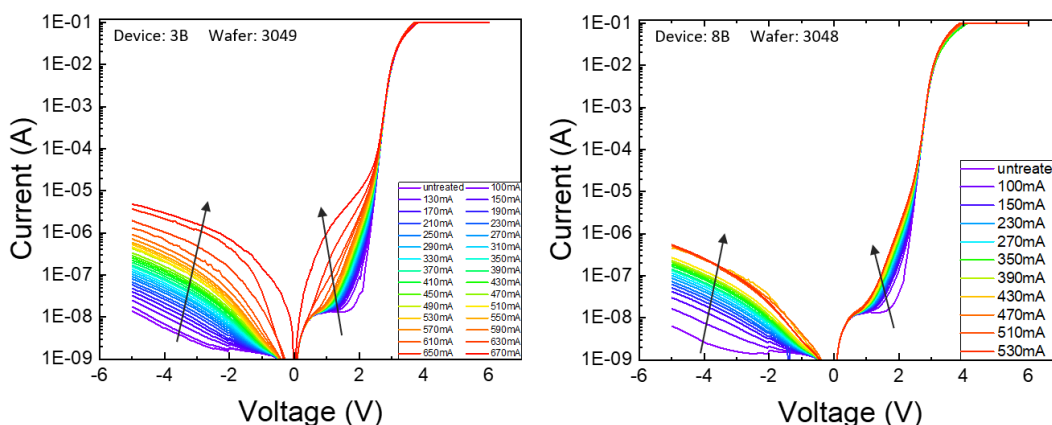 Device: 3B Wafer: 3049
1E-01
1E-02
1E-03
1E-04
1E-05
1E-06
1E-07
1E-08
1E-09
Current (A)
untreated 100mA
130mA 150mA
170mA 190mA
210mA 230mA
250mA 270mA
290mA 310mA
330mA 350mA
370mA 390mA
410mA 430mA
450mA 470mA
490mA 510mA
530mA 550mA
570mA 590mA
610mA 630mA
650mA 670mA
-6 -4 -2 0 2 4 6
Voltage (V)
Device: 8B Wafer: 3048
1E-01
1E-02
1E-03
1E-04
1E-05
1E-06
1E-07
1E-08
1E-09
Current (A)
untreate
100mA
150mA
230mA
270mA
350mA
390mA
430mA
470mA
510mA
530mA
-6 -4 -2 0 2 4 6
Voltage (V)